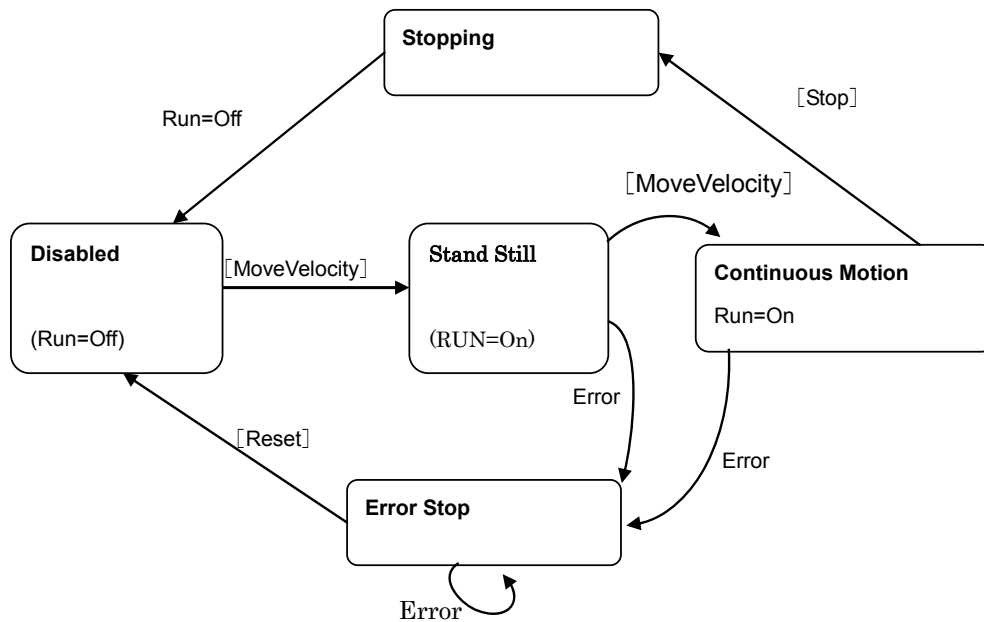 Stopping
[Stop]
Run=Off
[MoveVelocity]
Disabled
[MoveVelocity]
Stand Still
Continuous Motion
Run=On
(Run=Off)
(RUN=On)
Error
Error
[Reset]
Error Stop
Error